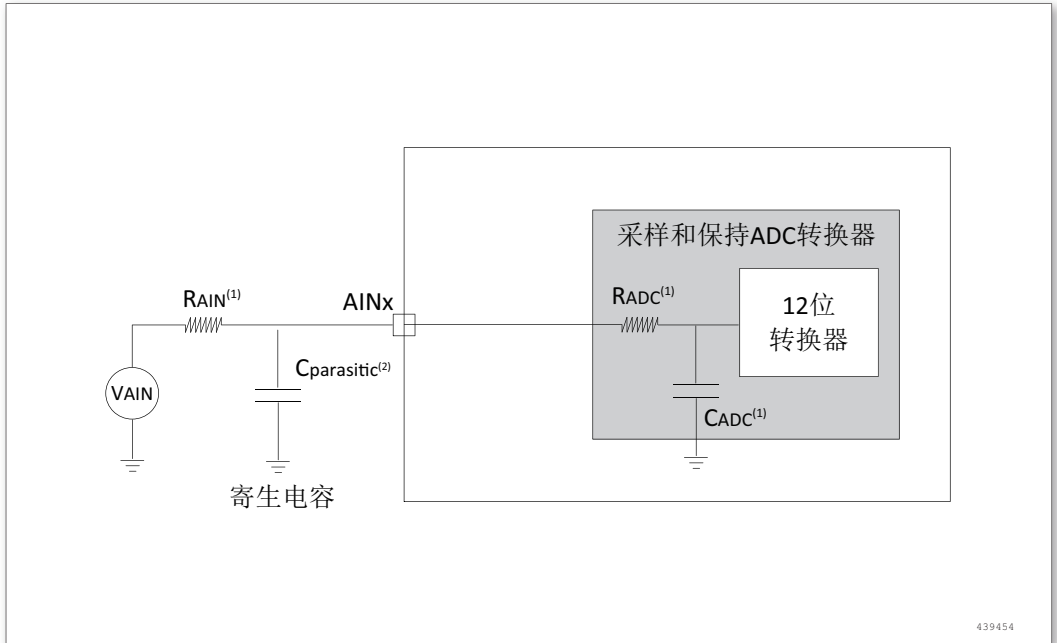 采样和保持ADC转换器
RAIN(1)
AINx
RADC(1)
12位
转换器
Cparasitic(2)
VAIN
CADC(1)
寄生电容
439454